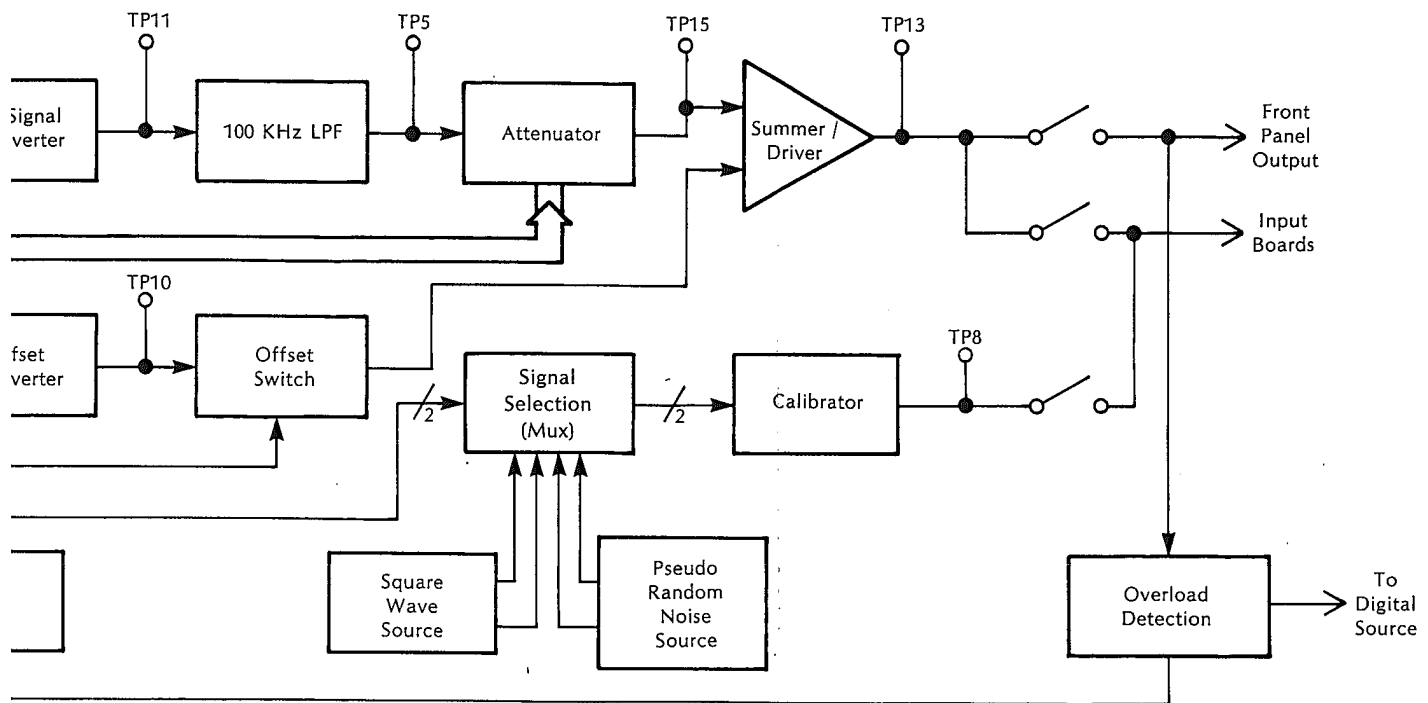 TP11
TP5
TP15
TP13
Signal
verter
100 KHz LPF
Attenuator
Summer /
Driver
Front
Panel
Output
Input
Boards
TP10
TP8
fset
verter
Offset
Switch
2
Signal
Selection
(Mux)
2
Calibrator
Square
Wave
Source
Pseudo
Random
Noise
Source
Overload
Detection
To
Digital
Source